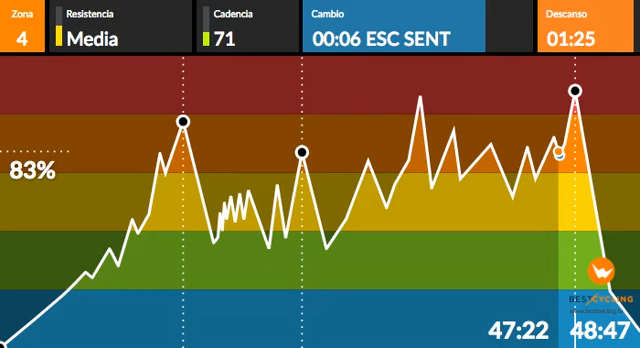 Zona
4
Resistencia
Media
Cadencia
71
Cambio
00:06 ESC SENT
Descanso
01:25
83%
BESTCYCLING
47:22
48:47